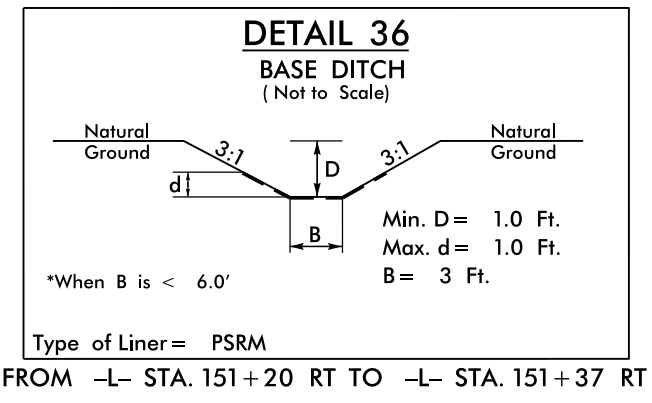 DETAIL 36
BASE DITCH
( Not to Scale)
Natural
Ground
3:1
D
3:1
Natural
Ground
d
B
Min. D= 1.0 Ft.
Max. d= 1.0 Ft.
B= 3 Ft.
*When B is < 6.0'
Type of Liner= PSRM
FROM -L- STA. 151+20 RT TO -L- STA. 151+37 RT